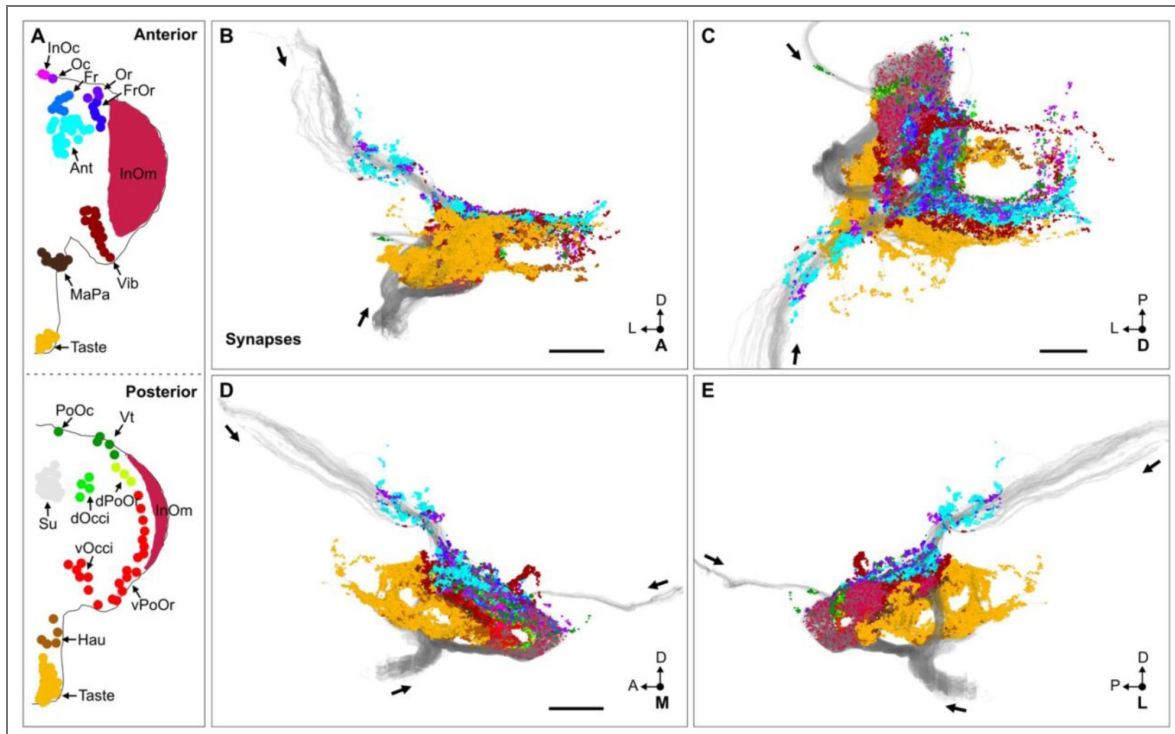 A
Anterior
InOc
Oc
Fr
Or
FrOr
Ant
InOm
Vib
MaPa
Taste
Posterior
PoOc
Vt
InOm
dPoOr
dOcci
Su
vOcci
vPoOr
Hau
Taste
B
Synapses
D
L
A
C
P
L
D
D
D
A
M
E
D
P
L